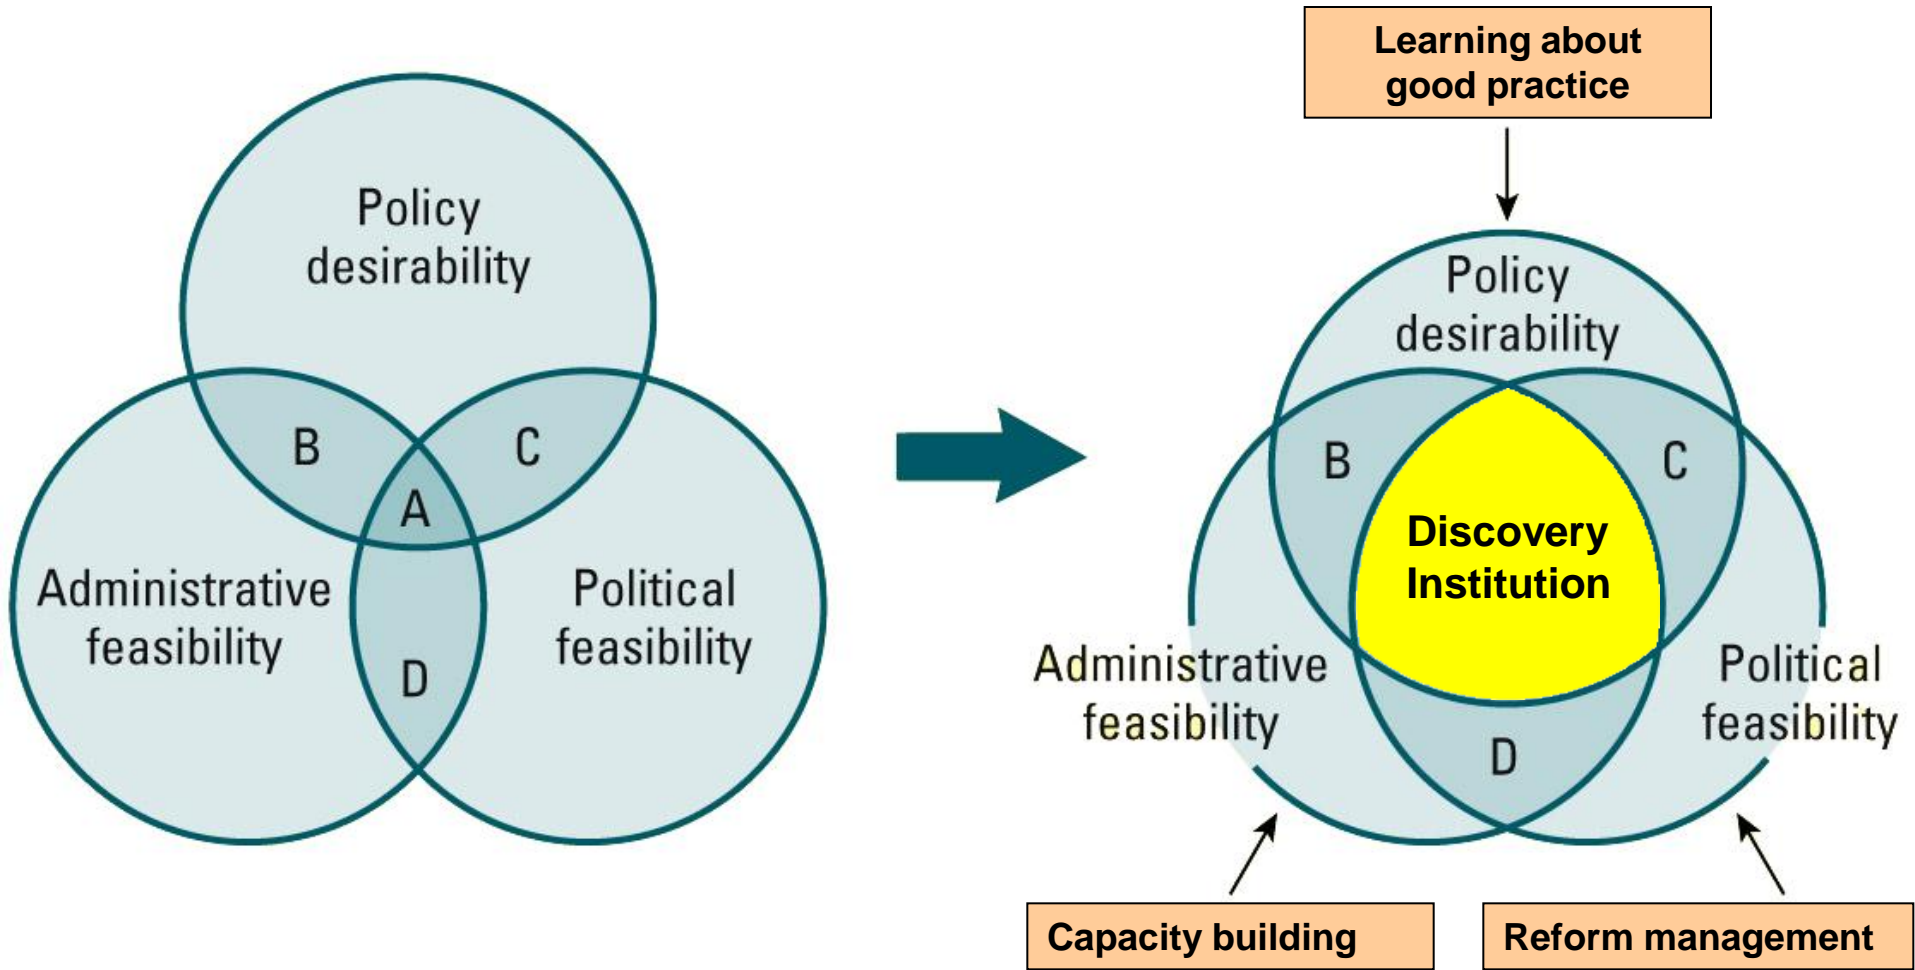 Policy
desirability
B
C
A
Administrative
feasibility
Political
feasibility
D
Learning about
good practice
Policy
desirability
B
C
Discovery
Institution
Administrative
feasibility
Political
feasibility
D
Capacity building
Reform management